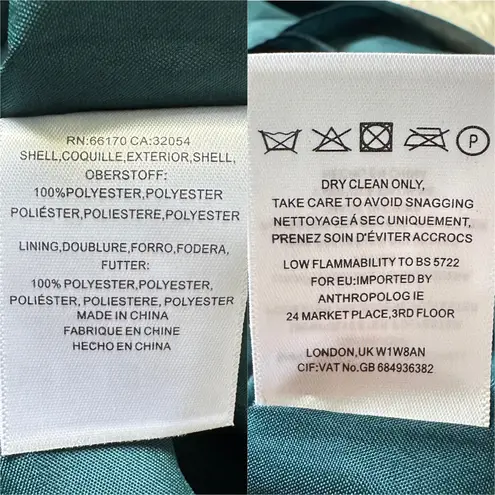 RN:66170 CA:32054
SHELL,COQUILLE,EXTERIOR,SHELL,
OBERSTOFF:
100%POLYESTER,POLYESTER
POLIÉSTER,POLIESTERE,POLYESTER
LINING,DOUBLURE,FORRO,FODERA,
FUTTER:
100% POLYESTER,POLYESTER,
POLIÉSTER, POLIESTERE, POLYESTER
MADE IN CHINA
FABRIQUE EN CHINE
HECHO EN CHINA
P
DRY CLEAN ONLY,
TAKE CARE TO AVOID SNAGGING
NETTOYAGE Á SEC UNIQUEMENT,
PRENEZ SOIN D'ÉVITER ACCROCS
LOW FLAMMABILITY TO BS 5722
FOR EU:IMPORTED BY
ANTHROPOLOG IE
24 MARKET PLACE,3RD FLOOR
LONDON,UK W1W8AN
CIF:VAT No.GB 684936382